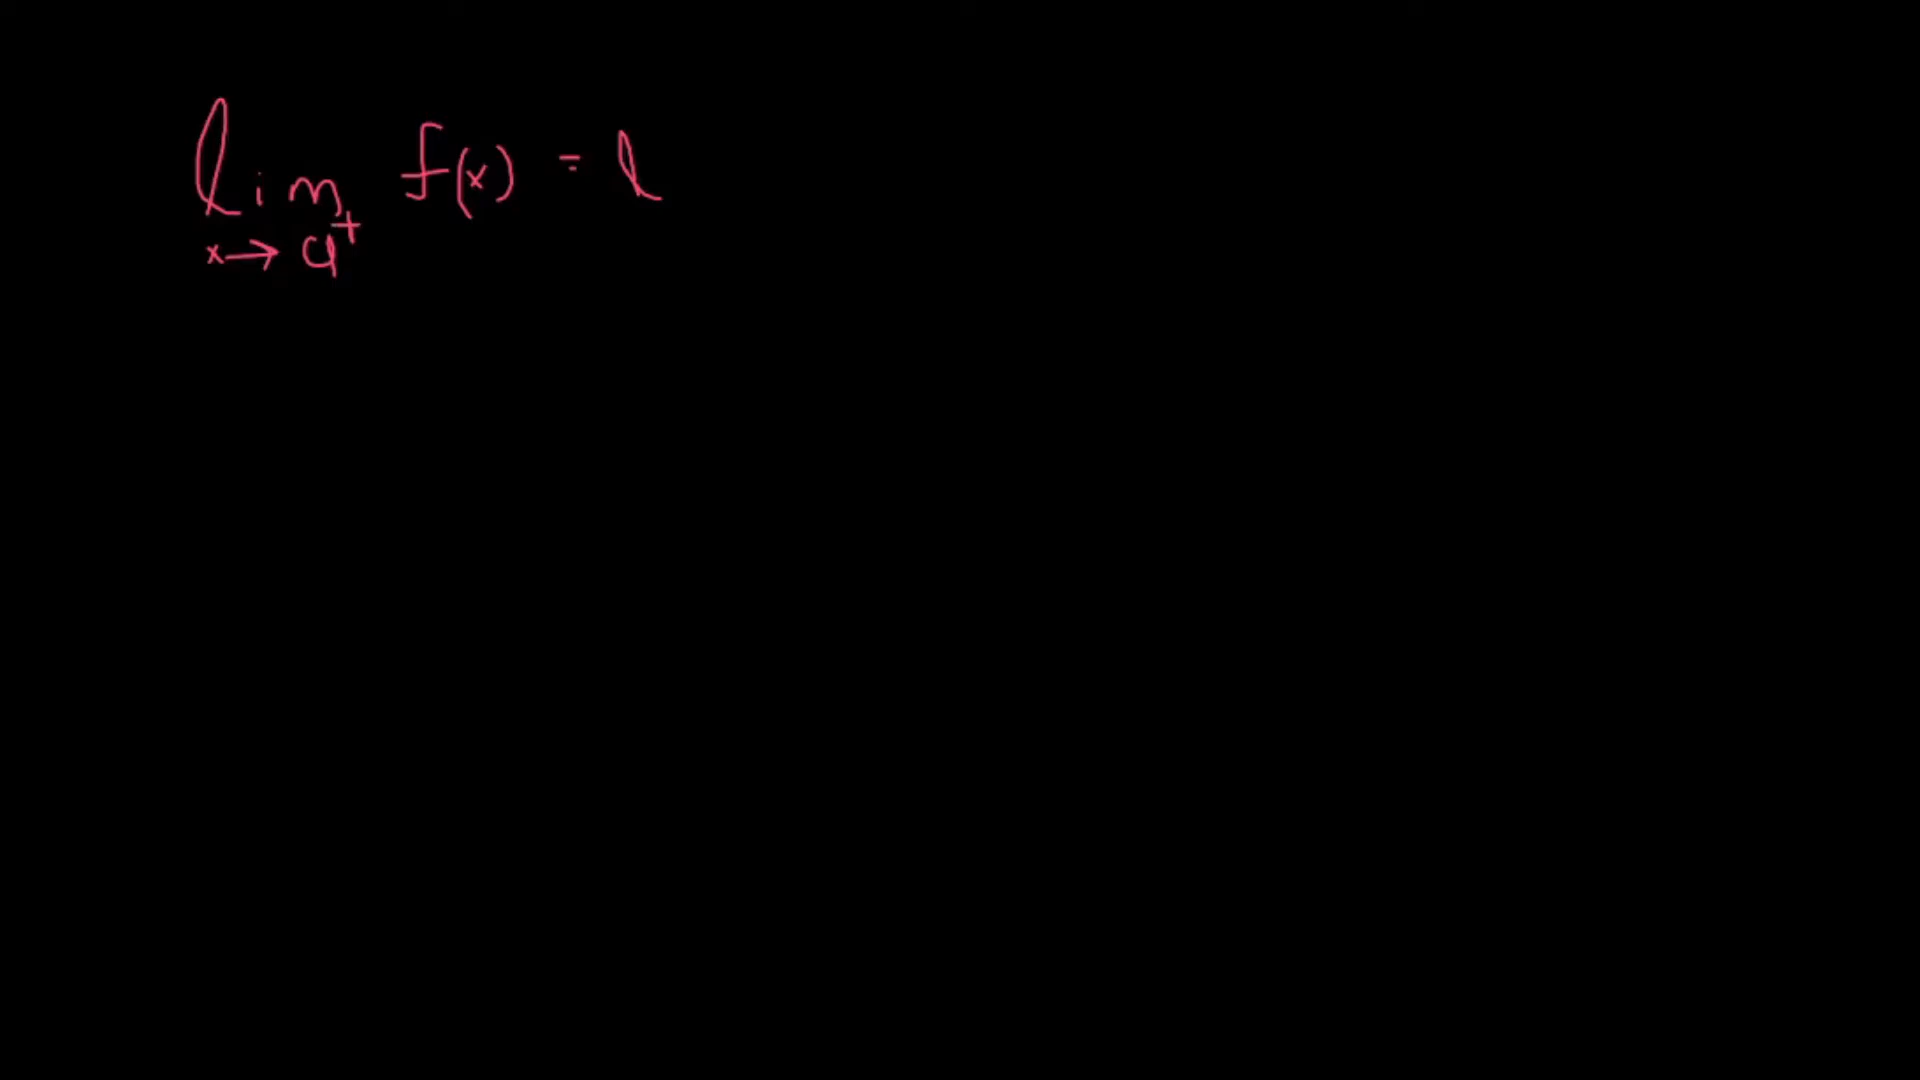 lim f(x) = l
x → a⁺